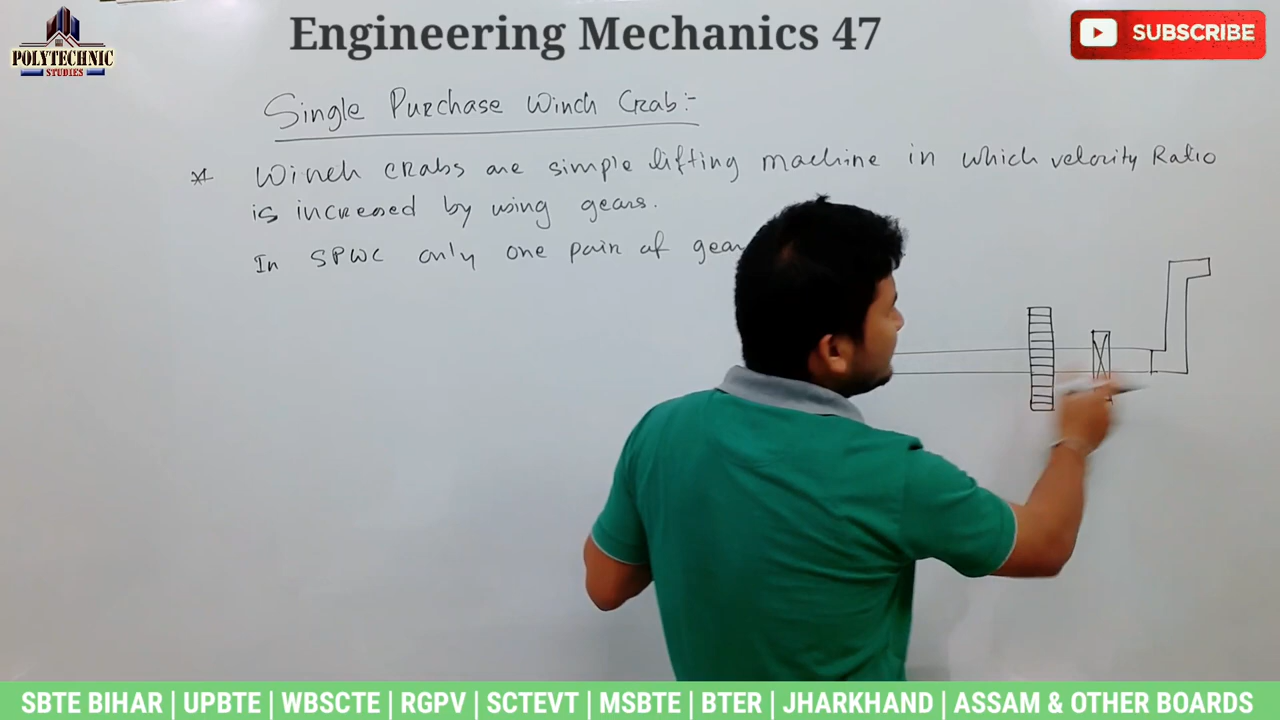 Engineering Mechanics 47
SUBSCRIBE
POLYTECHNIC
STUDIES
Single Purchase Winch Crab:-
* Winch crabs are simple lifting machine in which velocity Ratio
is increased by using gears.
In SPWC only one pair of gear
SBTE BIHAR | UPBTE | WBSCTE | RGPV | SCTEVT | MSBTE | BTER | JHARKHAND | ASSAM & OTHER BOARDS